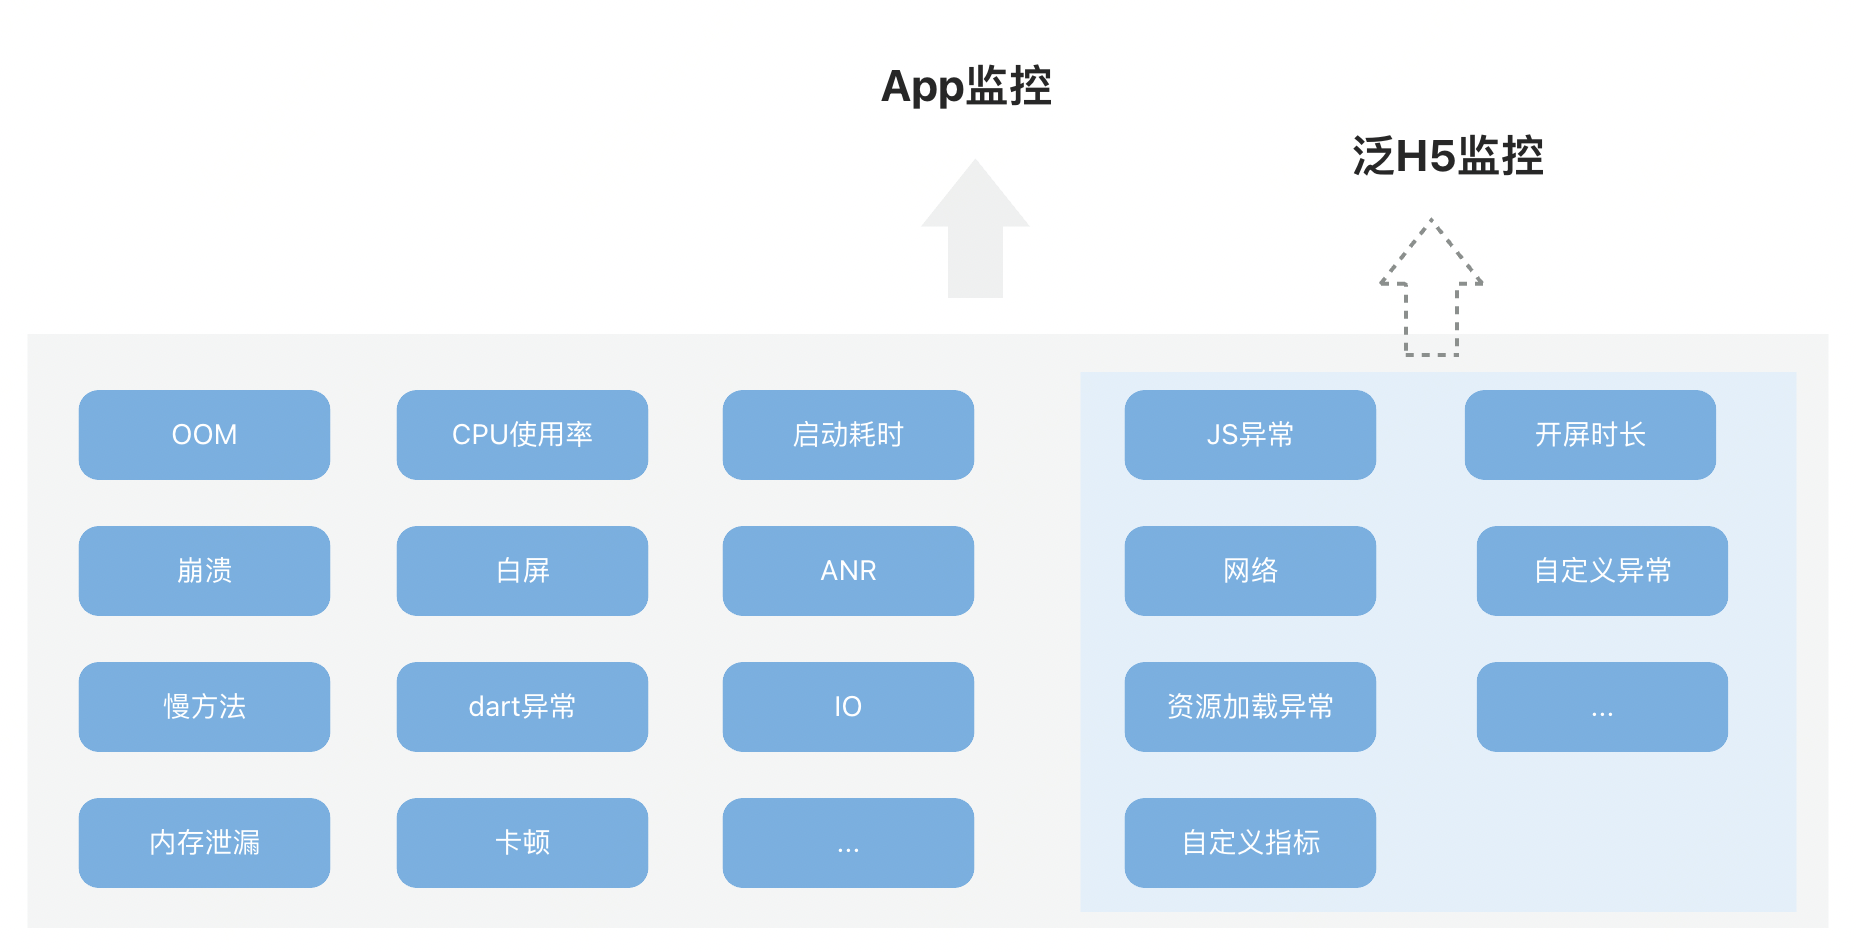 App监控
泛H5监控
OOM
CPU使用率
启动耗时
JS异常
开屏时长
崩溃
白屏
ANR
网络
自定义异常
慢方法
dart异常
IO
资源加载异常
...
内存泄漏
卡顿
...
自定义指标